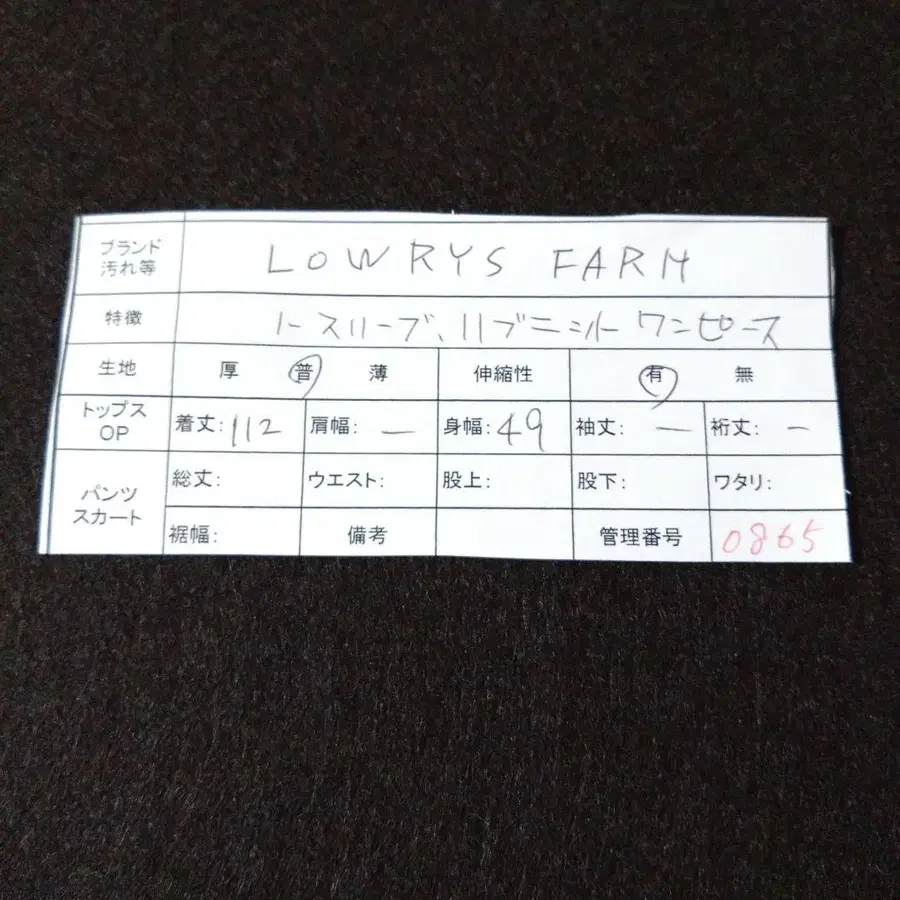 ブランド LOWRYS FARM
汚れ等
特徴 ノースリーブ、リブニットワンピース
生地 厚 普 薄 伸縮性 有 無
トップス OP 着丈: 112 肩幅: — 身幅: 49 袖丈: — 裄丈: —
パンツ スカート 総丈: ウエスト: 股上: 股下: ワタリ:
裾幅: 備考 管理番号 0865